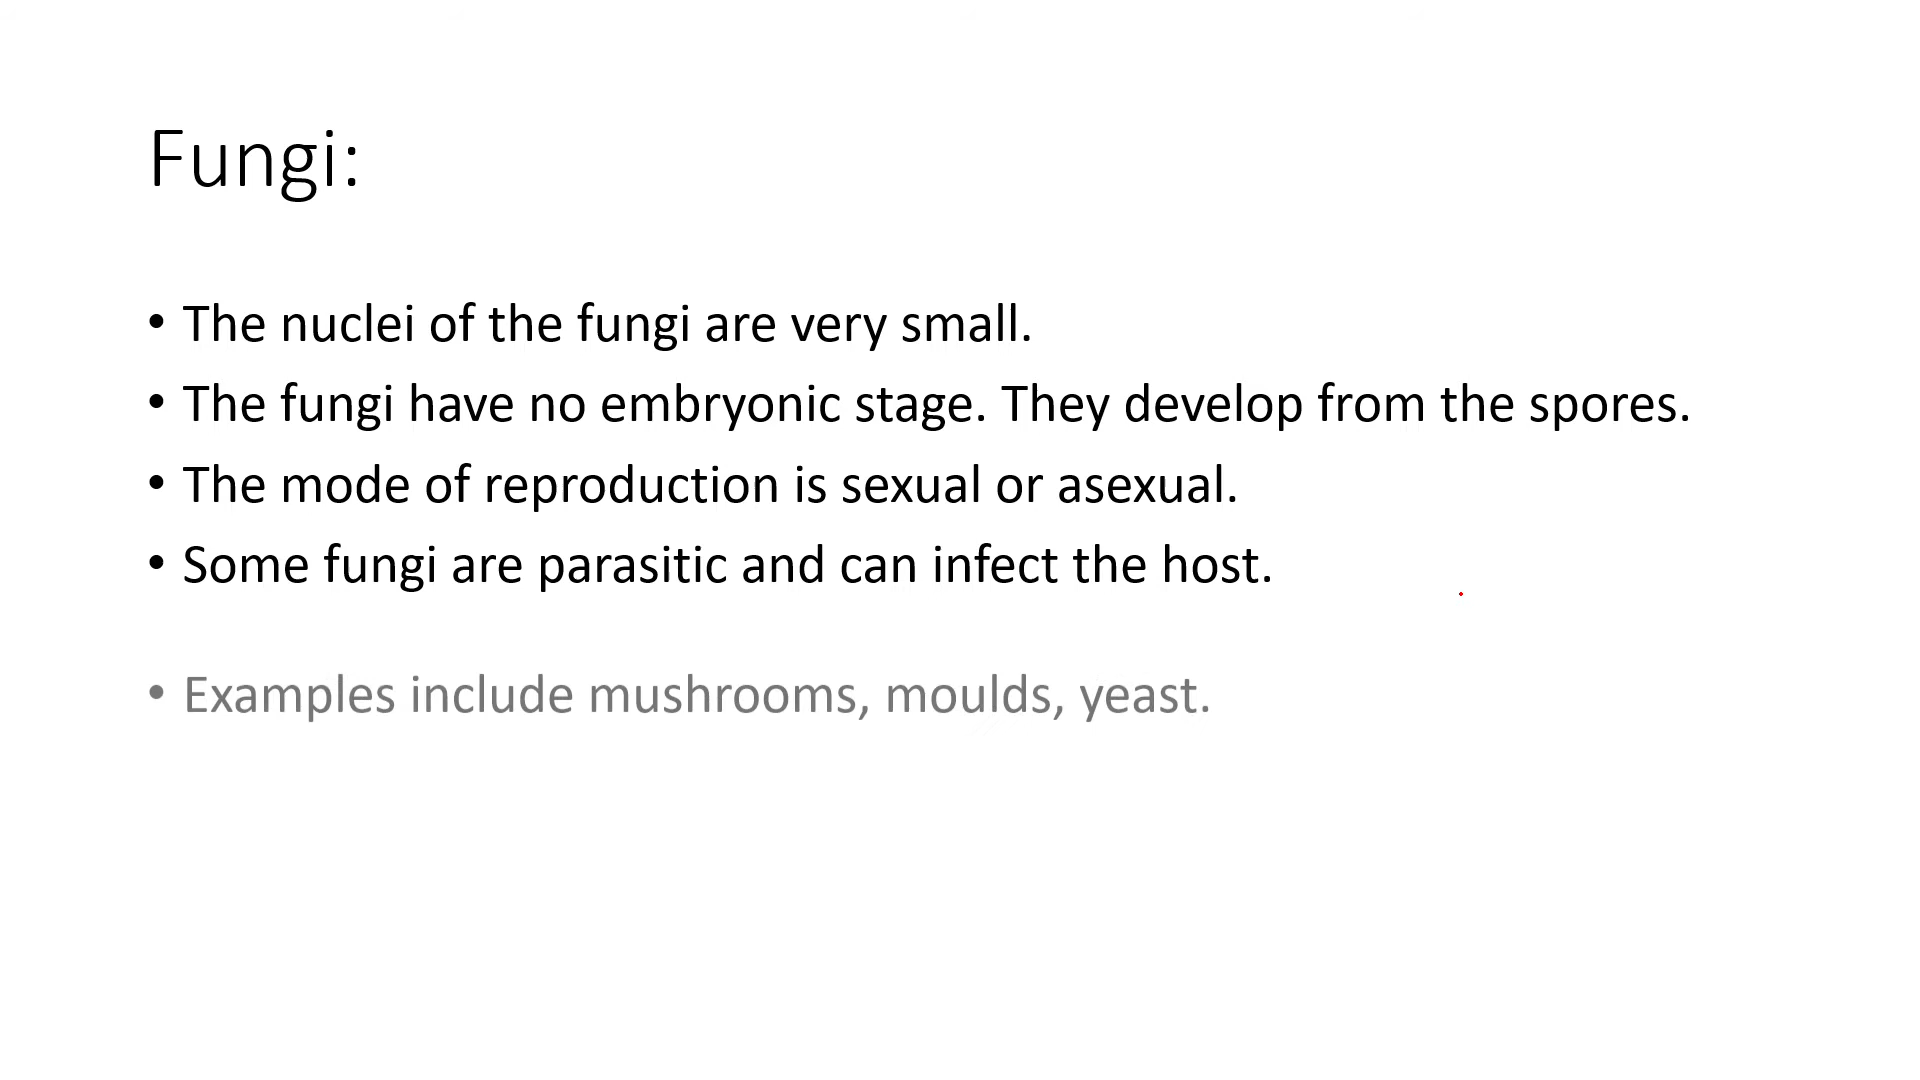 Fungi:
• The nuclei of the fungi are very small.
• The fungi have no embryonic stage. They develop from the spores.
• The mode of reproduction is sexual or asexual.
• Some fungi are parasitic and can infect the host.
• Examples include mushrooms, moulds, yeast.